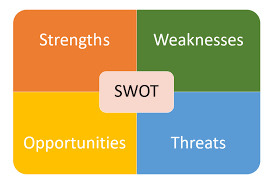 Strengths
Weaknesses
SWOT
Opportunities
Threats